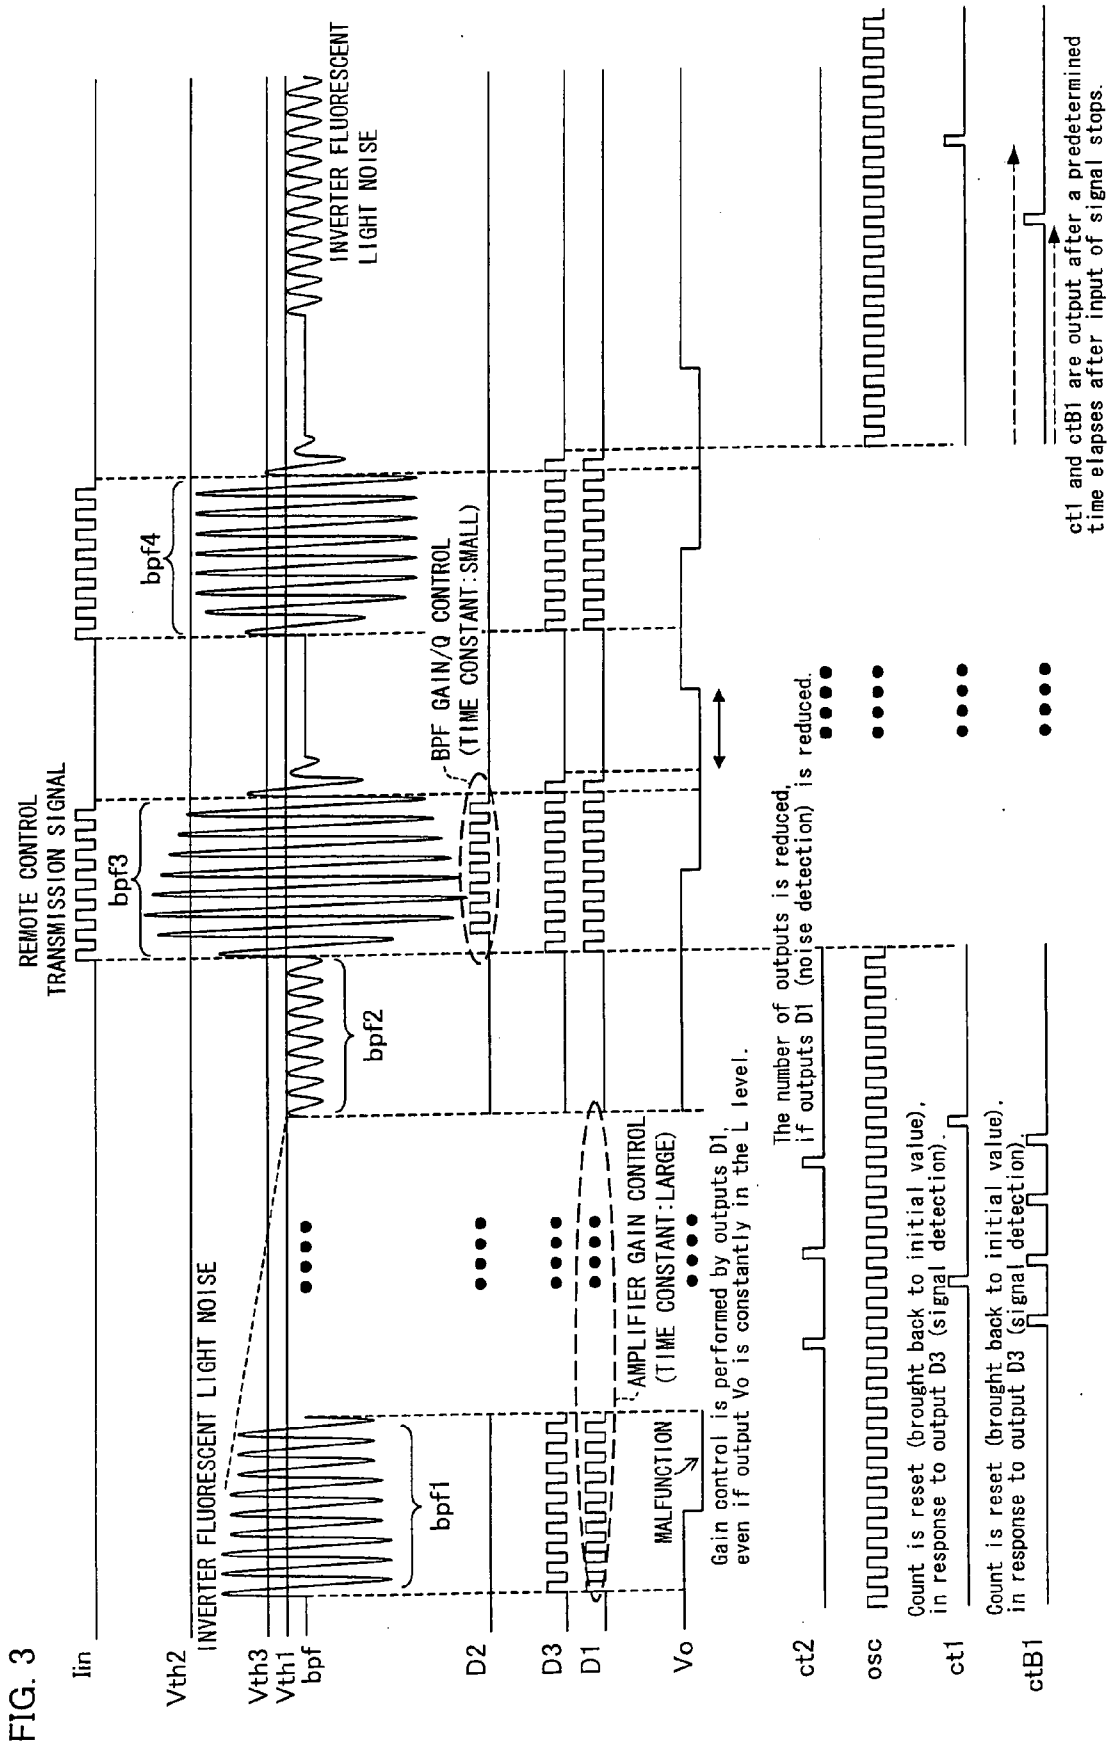 FIG. 3
Iin
Vth2
Vth3
Vth1
bpf
D2
D3
D1
Vo
ct2
osc
ct1
ctB1
REMOTE CONTROL
TRANSMISSION SIGNAL
INVERTER FLUORESCENT LIGHT NOISE
bpf1
bpf2
bpf3
bpf4
INVERTER FLUORESCENT
LIGHT NOISE
BPF GAIN/Q CONTROL
(TIME CONSTANT:SMALL)
AMPLIFIER GAIN CONTROL
(TIME CONSTANT:LARGE)
MALFUNCTION
Gain control is performed by outputs D1,
even if output Vo is constantly in the L level.
The number of outputs is reduced,
if outputs D1 (noise detection) is reduced.
Count is reset (brought back to initial value),
in response to output D3 (signal detection).
Count is reset (brought back to initial value),
in response to output D3 (signal detection)
ct1 and ctB1 are output after a predetermined
time elapses after input of signal stops.